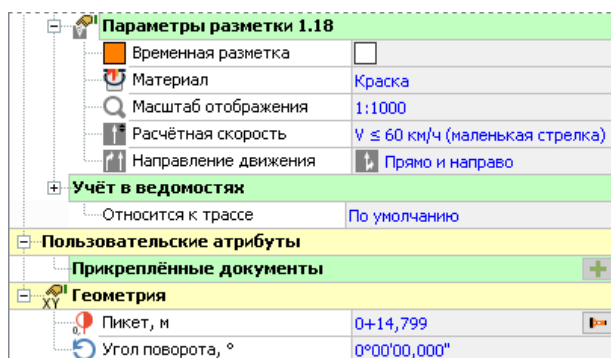 Параметры разметки 1.18
Временная разметка
Материал Краска
Масштаб отображения 1:1000
Расчётная скорость V ≤ 60 км/ч (маленькая стрелка)
Направление движения Прямо и направо
Учёт в ведомостях
Относится к трассе По умолчанию
Пользовательские атрибуты
Прикреплённые документы
XY Геометрия
Пикет, м 0+14,799
Угол поворота, ° 0°00'00,000"